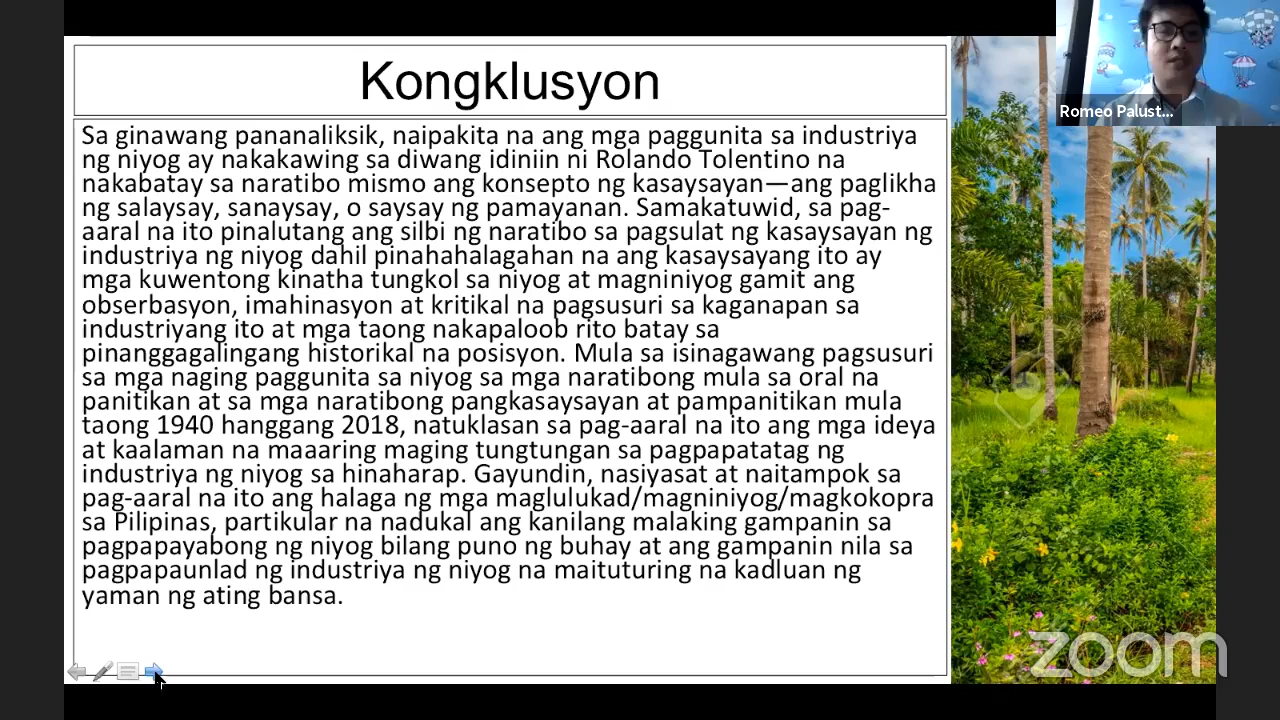 Kongklusyon
Sa ginawang pananaliksik, naipakita na ang mga paggunita sa industriya
ng niyog ay nakakawing sa diwang idiniin ni Rolando Tolentino na
nakabatay sa naratibo mismo ang konsepto ng kasaysayan—ang paglikha
ng salaysay, sanaysay, o saysay ng pamayanan. Samakatuwid, sa pag-
aaral na ito pinalutang ang silbi ng naratibo sa pagsulat ng kasaysayan ng
industriya ng niyog dahil pinahahalagahan na ang kasaysayang ito ay
mga kuwentong kinatha tungkol sa niyog at magniniyog gamit ang
obserbasyon, imahinasyon at kritikal na pagsusuri sa kaganapan sa
industriyang ito at mga taong nakapaloob rito batay sa
pinanggagalingang historikal na posisyon. Mula sa isinagawang pagsusuri
sa mga naging paggunita sa niyog sa mga naratibong mula sa oral na
panitikan at sa mga naratibong pangkasaysayan at pampanitikan mula
taong 1940 hanggang 2018, natuklasan sa pag-aaral na ito ang mga ideya
at kaalaman na maaaring maging tungtungan sa pagpapatatag ng
industriya ng niyog sa hinaharap. Gayundin, nasiyasat at naitampok sa
pag-aaral na ito ang halaga ng mga maglulukad/magniniyog/magkokopra
sa Pilipinas, partikular na nadukal ang kanilang malaking gampanin sa
pagpapayabong ng niyog bilang puno ng buhay at ang gampanin nila sa
pagpapaunlad ng industriya ng niyog na maituturing na kadluan ng
yaman ng ating bansa.
Romeo Palust...
zoom